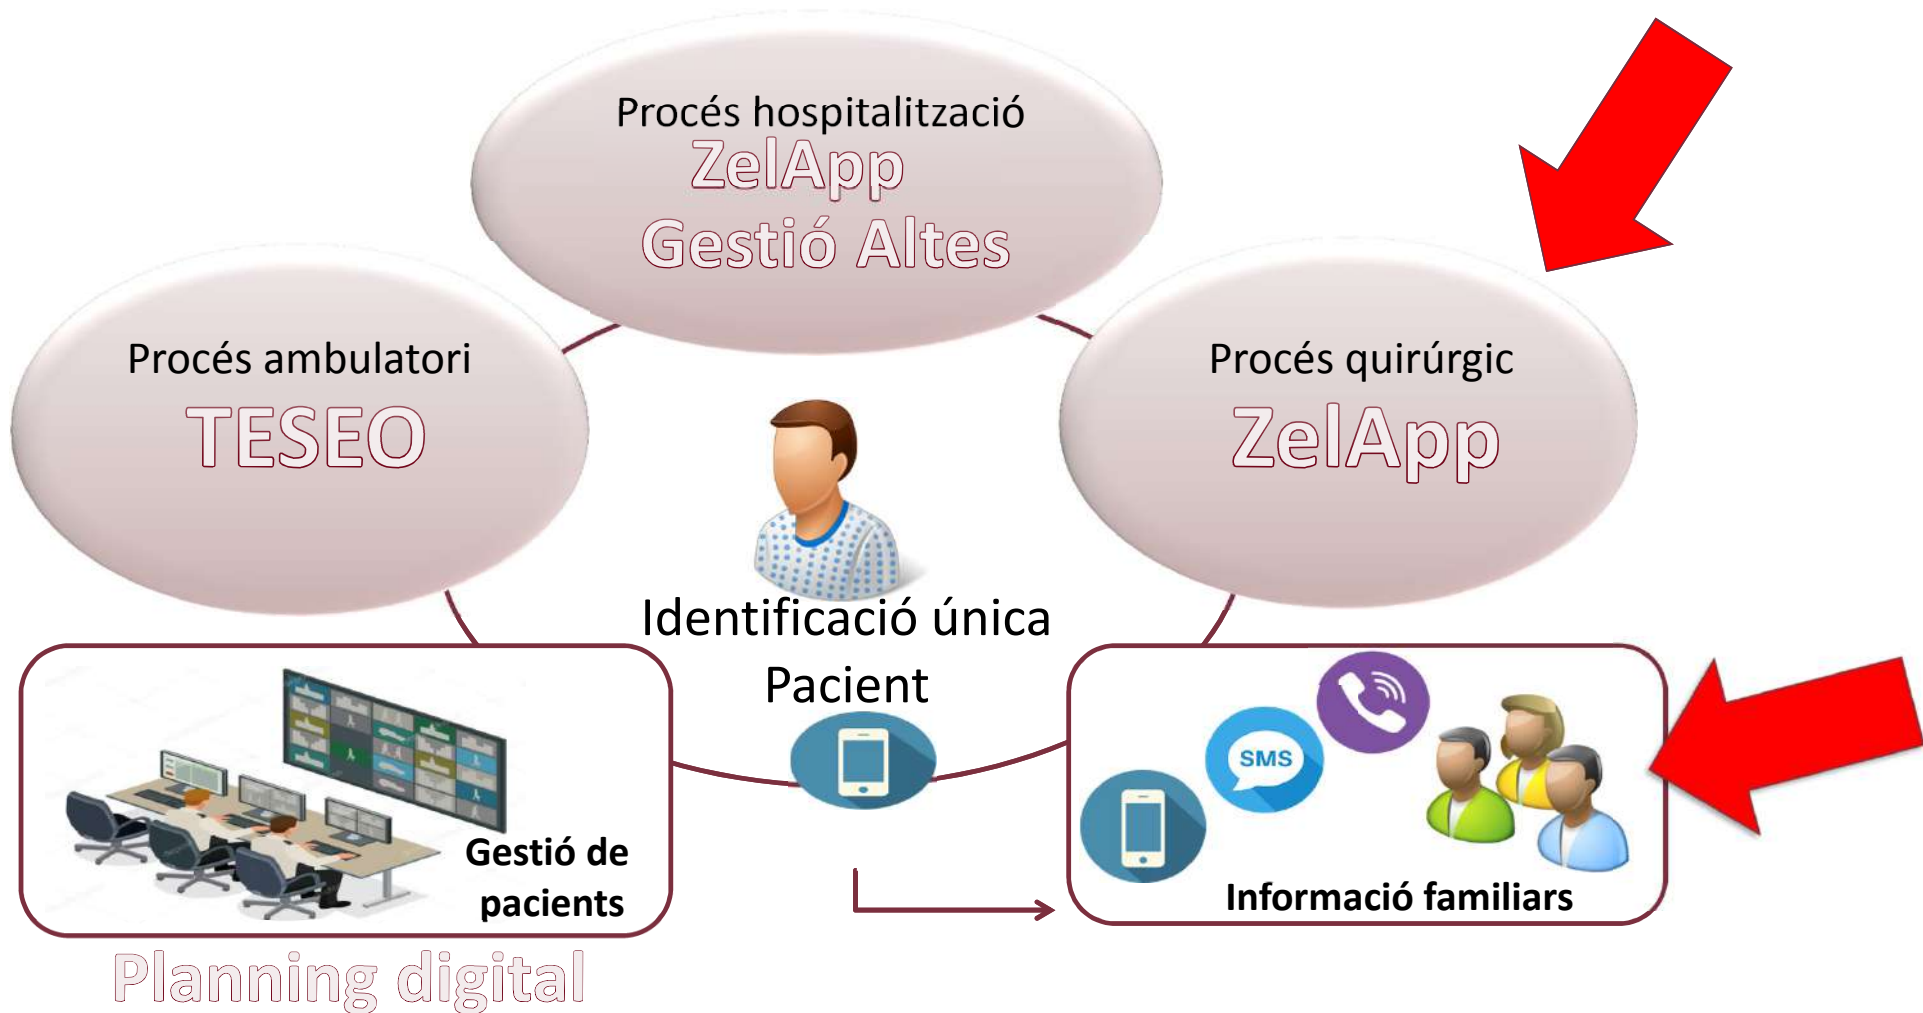 Procés hospitalització
ZelApp
Gestió Altes
Procés ambulatori
TESEO
Procés quirúrgic
ZelApp
Identificació única
Pacient
SMS
Gestió de
pacients
Informació familiars
Planning digital